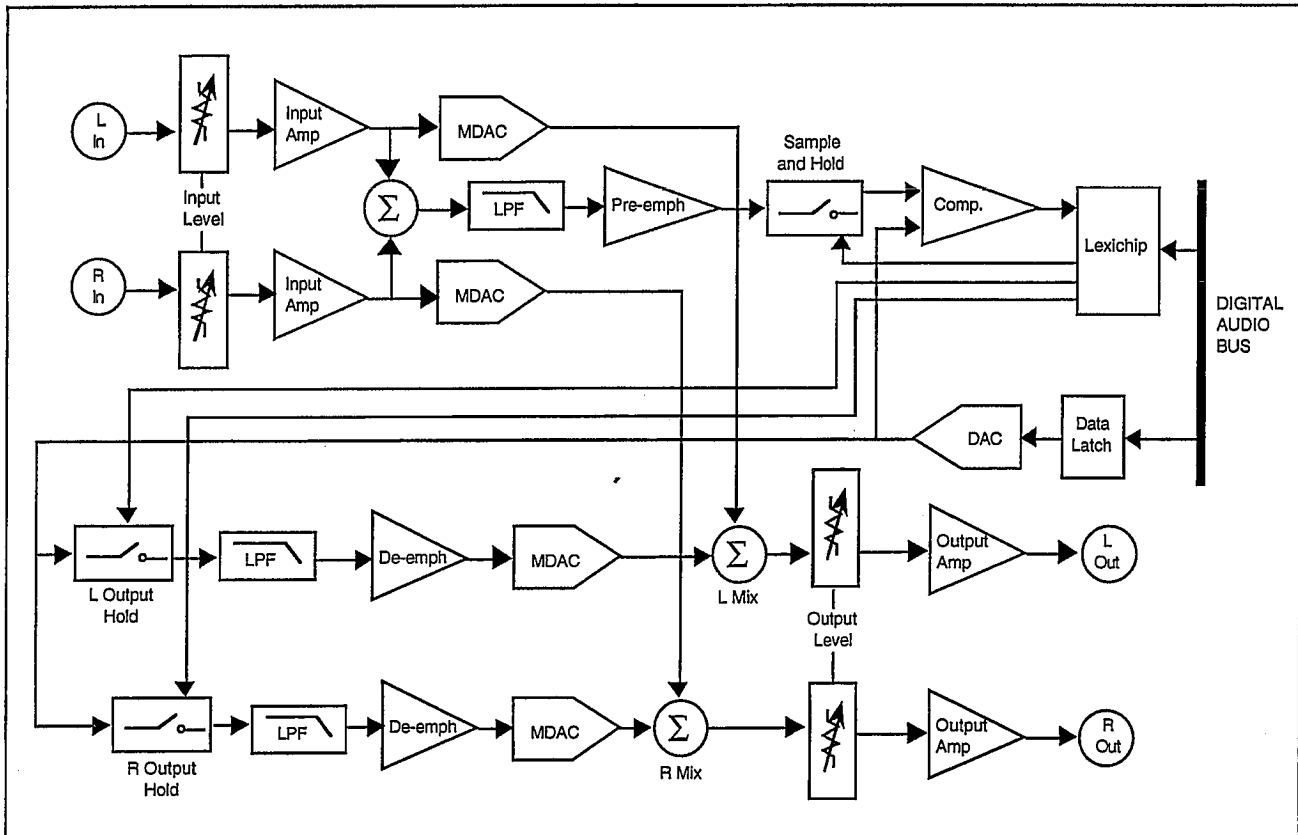 L
In
Input
Amp
MDAC
Input
Level
Σ
LPF
Pre-emph
Sample
and Hold
Comp.
Lexichip
DIGITAL
AUDIO
BUS
R
In
Input
Amp
MDAC
DAC
Data
Latch
L Output
Hold
LPF
De-emph
MDAC
Σ
L Mix
Output
Level
Output
Amp
L
Out
R Output
Hold
LPF
De-emph
MDAC
Σ
R Mix
Output
Amp
R
Out